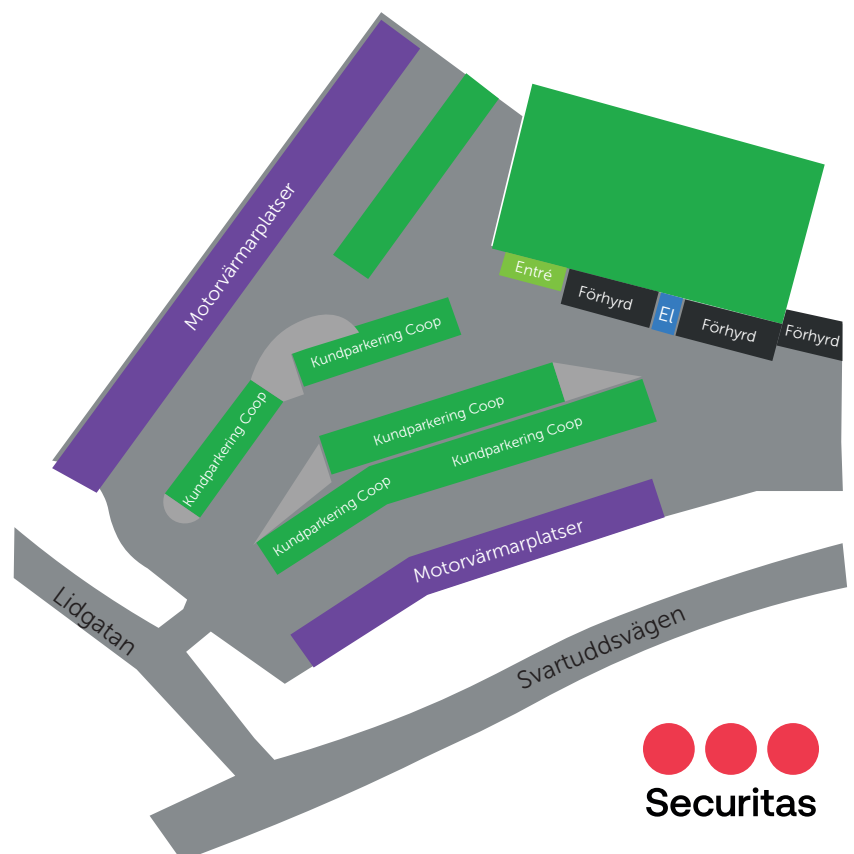 Motorvärmarplatser
Entré
Förhyrd
El
Förhyrd
Förhyrd
Kundparkering Coop
Kundparkering Coop
Kundparkering Coop
Kundparkering Coop
Kundparkering Coop
Motorvärmarplatser
Lidgatan
Svartuddsvägen
Securitas